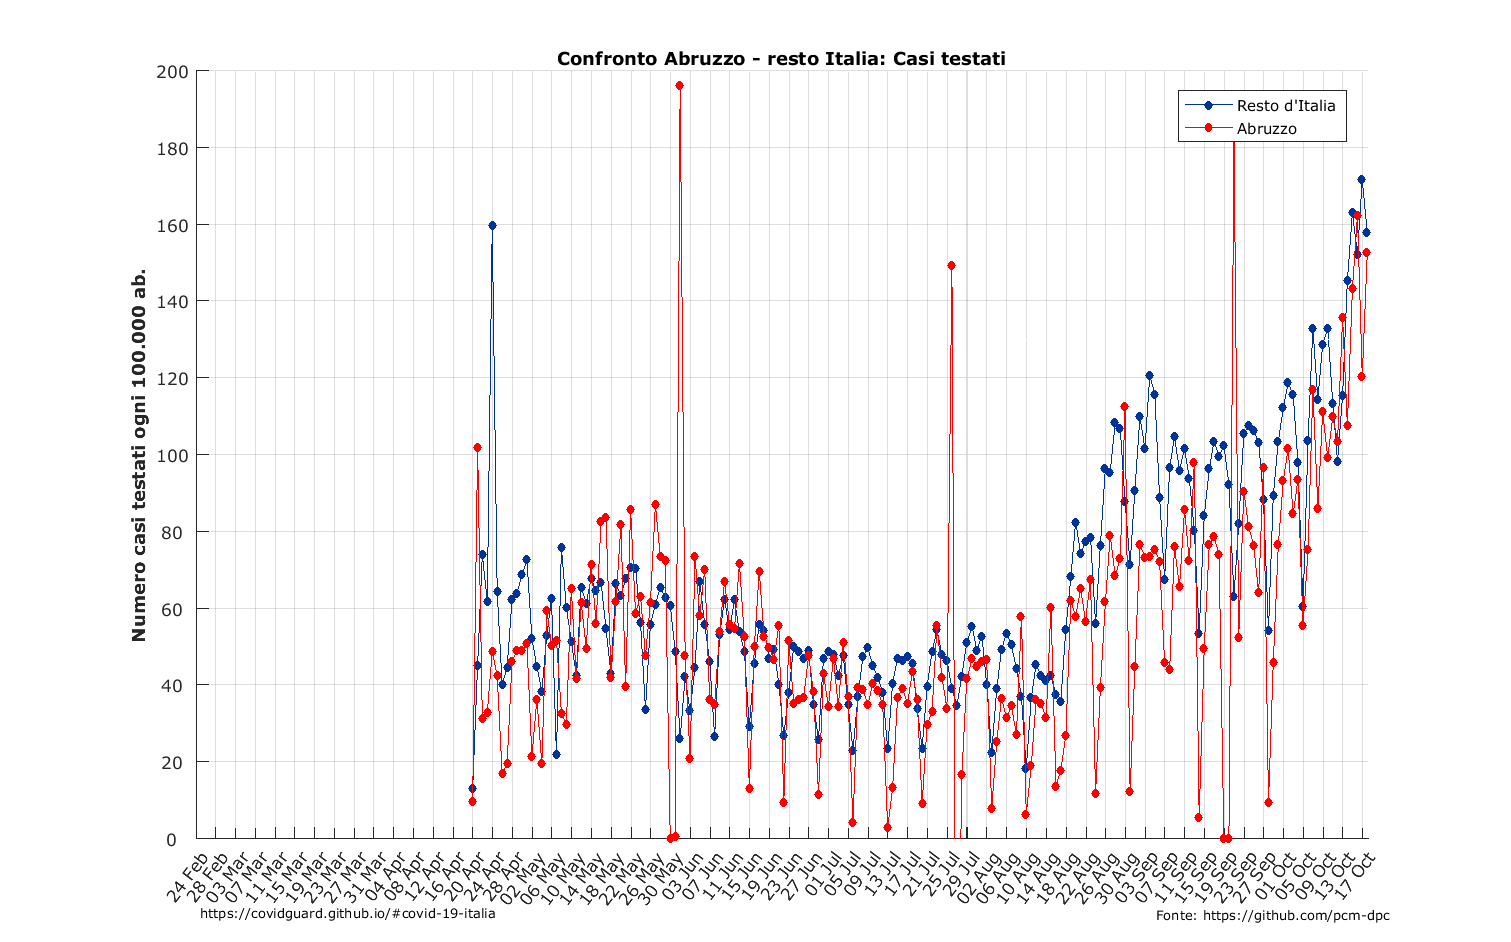 Confronto Abruzzo - resto Italia: Casi testati
200
180
160
140
120
100
80
60
40
20
0
Numero casi testati ogni 100.000 ab.
Resto d'Italia
Abruzzo
24 Feb
28 Feb
03 Mar
07 Mar
11 Mar
15 Mar
19 Mar
23 Mar
27 Mar
31 Mar
04 Apr
08 Apr
12 Apr
16 Apr
20 Apr
24 Apr
28 Apr
02 May
06 May
10 May
14 May
18 May
22 May
26 May
30 May
03 Jun
07 Jun
11 Jun
15 Jun
19 Jun
23 Jun
27 Jun
01 Jul
05 Jul
09 Jul
13 Jul
17 Jul
21 Jul
25 Jul
29 Jul
02 Aug
06 Aug
10 Aug
14 Aug
18 Aug
22 Aug
26 Aug
30 Aug
03 Sep
07 Sep
11 Sep
15 Sep
19 Sep
23 Sep
27 Sep
01 Oct
05 Oct
09 Oct
13 Oct
17 Oct
https://covidguard.github.io/#covid-19-italia
Fonte: https://github.com/pcm-dpc